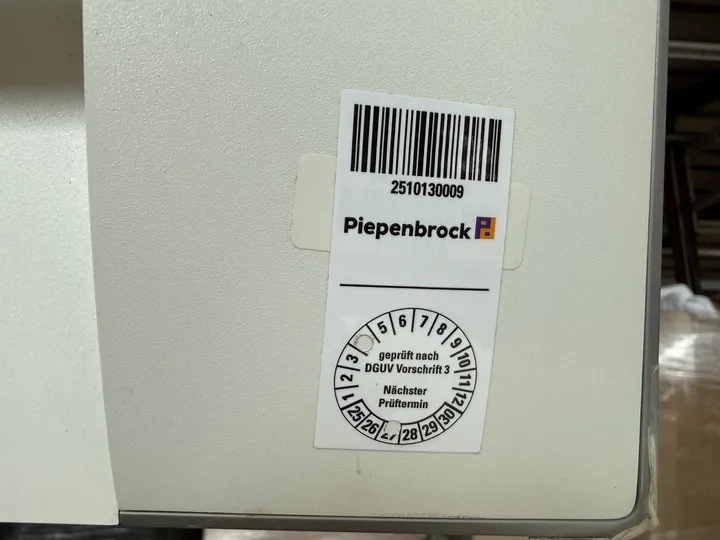 2510130009
Piepenbrock
geprüft nach
DGUV Vorschrift 3
Nächster
Prüftermin
1 2 3 5 6 7 8 9 10 11 12
25 26 27 28 29 30